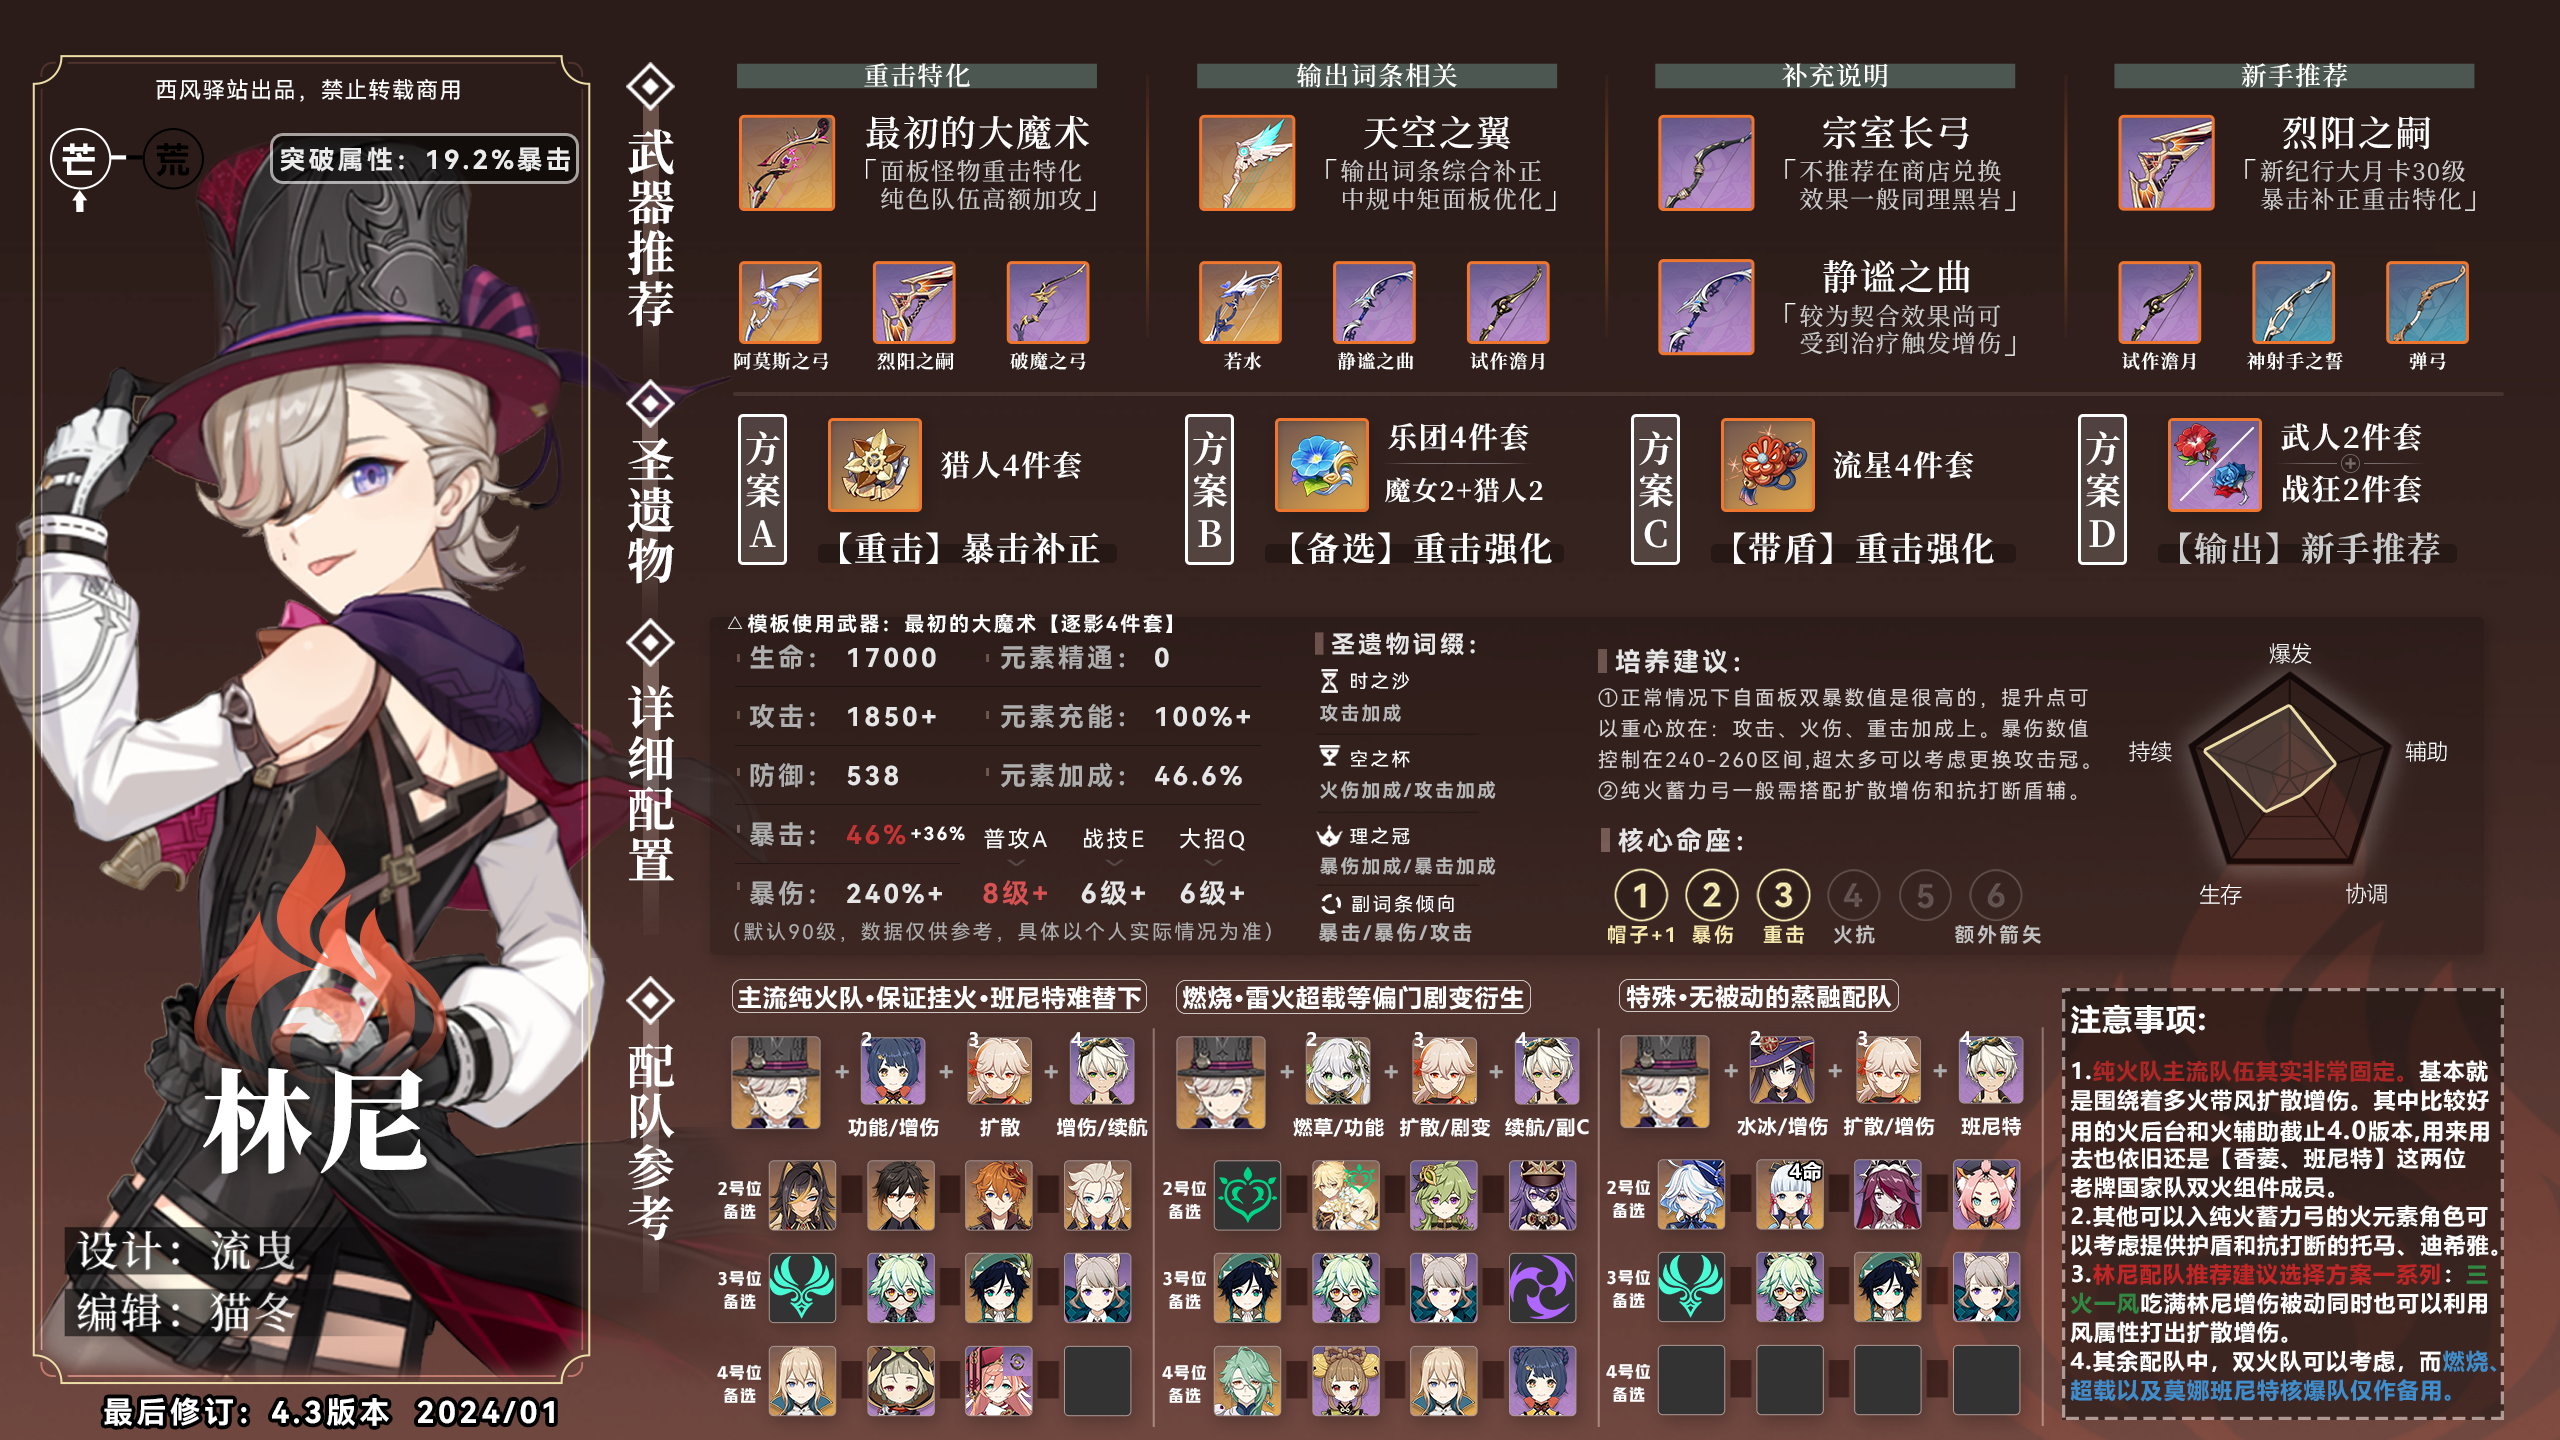 西风驿站出品，禁止转载商用
芒
荒
突破属性：19.2%暴击
林尼
设计：流曳
编辑：猫冬
最后修订：4.3版本 2024/01
武器推荐
重击特化
最初的大魔术
「面板怪物重击特化
纯色队伍高额加攻」
阿莫斯之弓
烈阳之嗣
破魔之弓
输出词条相关
天空之翼
「输出词条综合补正
中规中矩面板优化」
若水
静谧之曲
试作澹月
补充说明
宗室长弓
「不推荐在商店兑换
效果一般同理黑岩」
静谧之曲
「较为契合效果尚可
受到治疗触发增伤」
新手推荐
烈阳之嗣
「新纪行大月卡30级
暴击补正重击特化」
试作澹月
神射手之誓
弹弓
圣遗物
方案A
猎人4件套
【重击】暴击补正
方案B
乐团4件套
魔女2+猎人2
【备选】重击强化
方案C
流星4件套
【带盾】重击强化
方案D
武人2件套
战狂2件套
【输出】新手推荐
详细配置
△模板使用武器：最初的大魔术【逐影4件套】
生命： 17000 元素精通： 0
攻击： 1850+ 元素充能： 100%+
防御： 538 元素加成： 46.6%
暴击： 46%+36% 普攻A 战技E 大招Q
暴伤： 240%+ 8级+ 6级+ 6级+
（默认90级，数据仅供参考，具体以个人实际情况为准）
圣遗物词缀：
时之沙
攻击加成
空之杯
火伤加成/攻击加成
理之冠
暴伤加成/暴击加成
副词条倾向
暴击/暴伤/攻击
培养建议：
①正常情况下自面板双暴数值是很高的，提升点可
以重心放在：攻击、火伤、重击加成上。暴伤数值
控制在240-260区间,超太多可以考虑更换攻击冠。
②纯火蓄力弓一般需搭配扩散增伤和抗打断盾辅。
核心命座：
1 2 3 4 5 6
帽子+1 暴伤 重击 火抗 额外箭矢
爆发
辅助
协调
生存
持续
配队参考
主流纯火队·保证挂火·班尼特难替下
+ 2 + 3 + 4
功能/增伤 扩散 增伤/续航
2号位
备选
3号位
备选
4号位
备选
燃烧·雷火超载等偏门剧变衍生
+ 2 + 3 + 4
燃草/功能 扩散/剧变 续航/副C
2号位
备选
3号位
备选
4号位
备选
特殊·无被动的蒸融配队
+ 2 + 3 + 4
水冰/增伤 扩散/增伤 班尼特
2号位
备选
4命
3号位
备选
4号位
备选
注意事项:
1.纯火队主流队伍其实非常固定。基本就
是围绕着多火带风扩散增伤。其中比较好
用的火后台和火辅助截止4.0版本,用来用
去也依旧还是【香菱、班尼特】这两位
老牌国家队双火组件成员。
2.其他可以入纯火蓄力弓的火元素角色可
以考虑提供护盾和抗打断的托马、迪希雅。
3.林尼配队推荐建议选择方案一系列：三
火一风吃满林尼增伤被动同时也可以利用
风属性打出扩散增伤。
4.其余配队中，双火队可以考虑，而燃烧、
超载以及莫娜班尼特核爆队仅作备用。